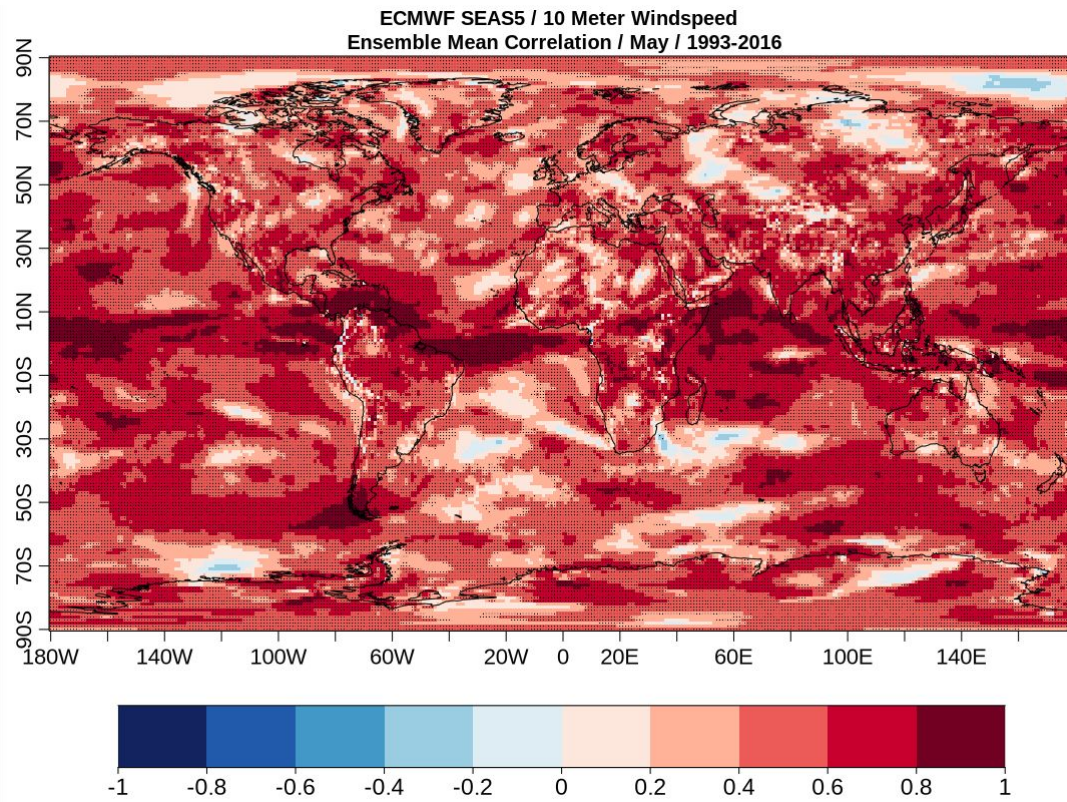 ECMWF SEAS5 / 10 Meter Windspeed
Ensemble Mean Correlation / May / 1993-2016
90N
70N
50N
30N
10N
10S
30S
50S
70S
90S
180W 140W 100W 60W 20W 0 20E 60E 100E 140E
-1 -0.8 -0.6 -0.4 -0.2 0 0.2 0.4 0.6 0.8 1